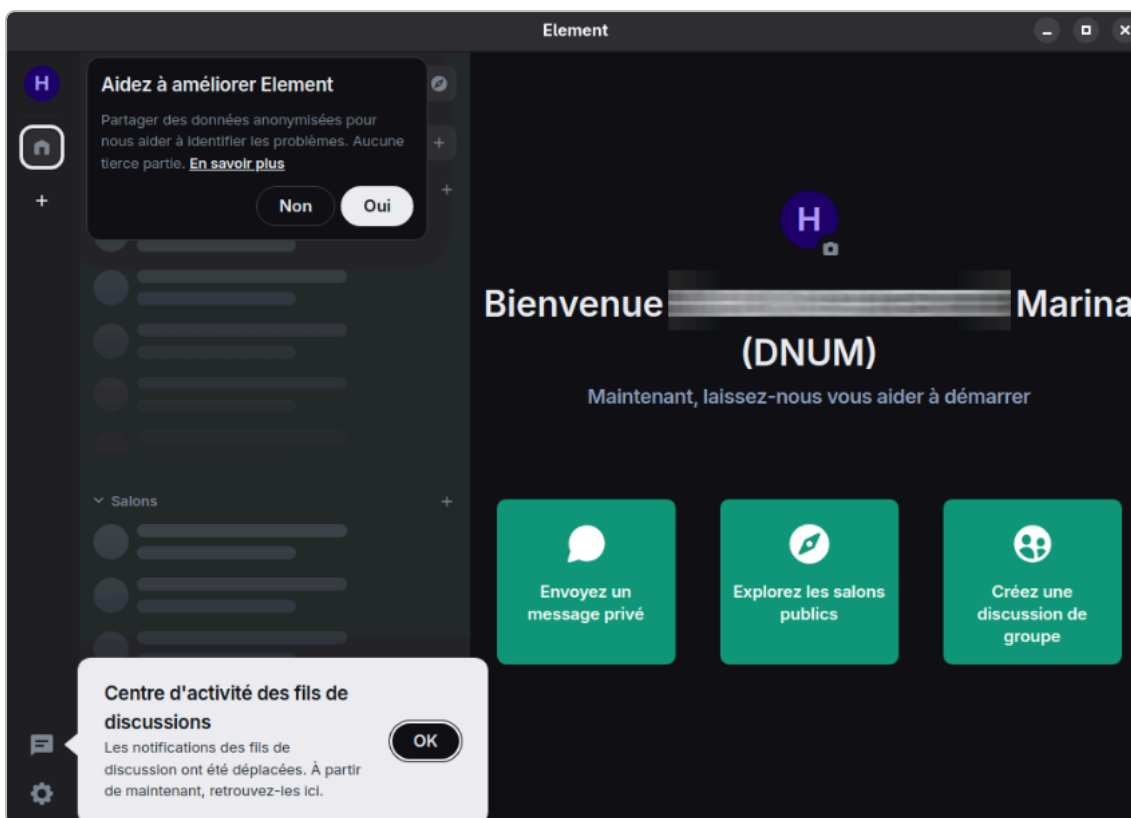 Element
H
Aidez à améliorer Element
Partager des données anonymisées pour
nous aider à identifier les problèmes. Aucune
tierce partie. En savoir plus
Non Oui
H
Bienvenue Marina
(DNUM)
Maintenant, laissez-nous vous aider à démarrer
Salons
Envoyez un
message privé
Explorez les salons
publics
Créez une
discussion de
groupe
Centre d'activité des fils de
discussions
Les notifications des fils de
discussion ont été déplacées. À partir
de maintenant, retrouvez-les ici.
OK